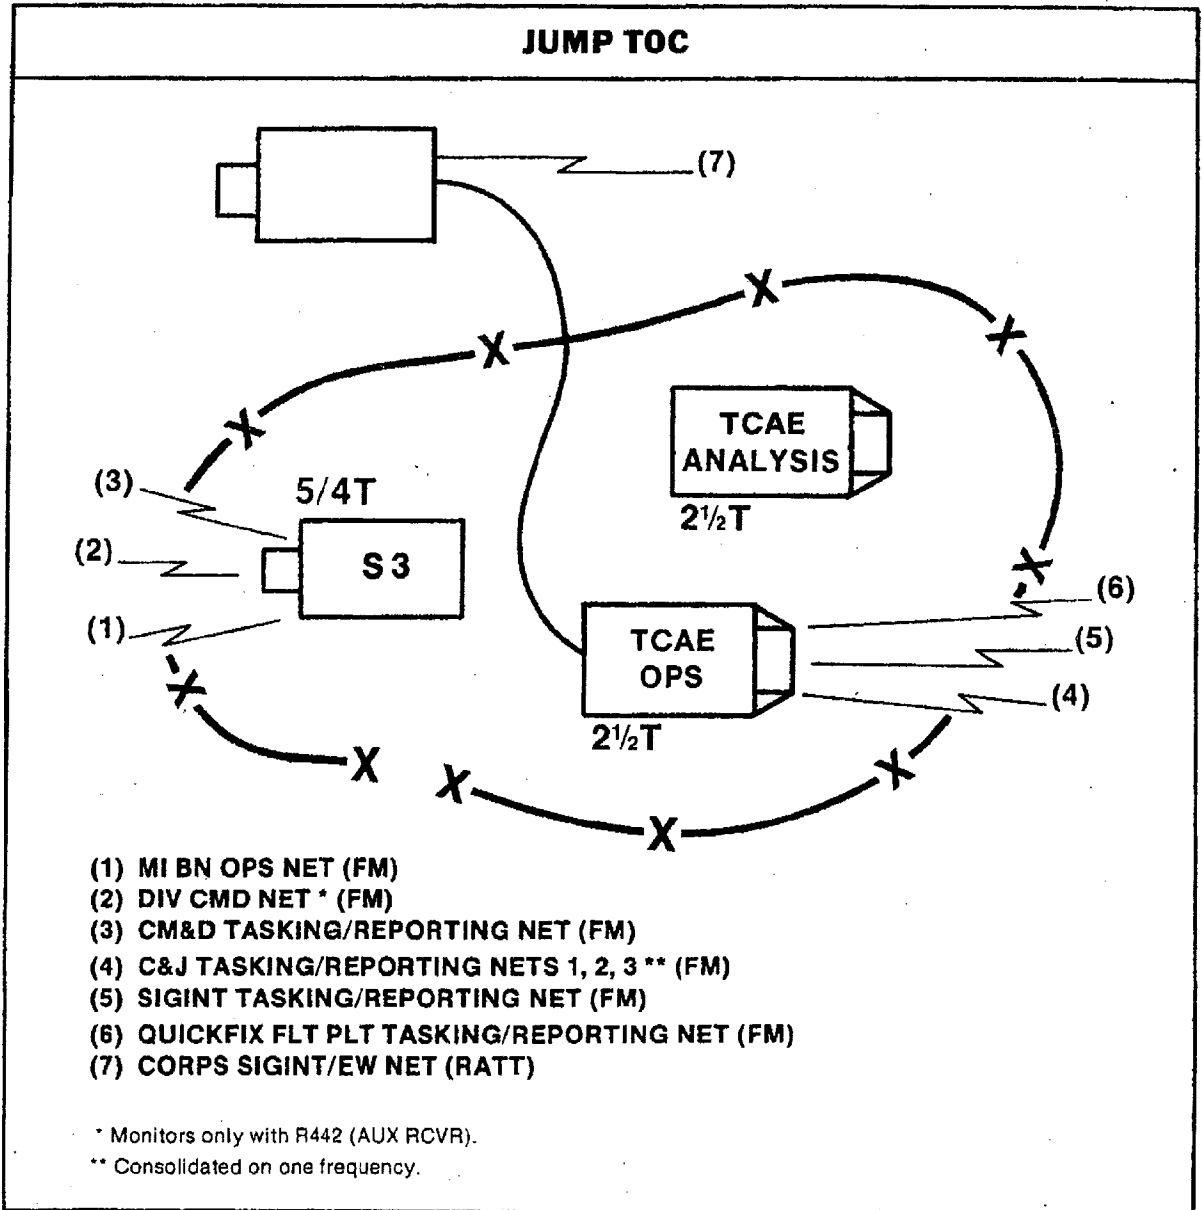 JUMP TOC
(7)
X
X
X
X
TCAE
ANALYSIS
2½T
(3)
5/4T
(2)
S3
X
(6)
(1)
TCAE
OPS
(5)
(4)
2½T
X
X
X
X
X
(1) MI BN OPS NET (FM)
(2) DIV CMD NET * (FM)
(3) CM&D TASKING/REPORTING NET (FM)
(4) C&J TASKING/REPORTING NETS 1, 2, 3 ** (FM)
(5) SIGINT TASKING/REPORTING NET (FM)
(6) QUICKFIX FLT PLT TASKING/REPORTING NET (FM)
(7) CORPS SIGINT/EW NET (RATT)
* Monitors only with R442 (AUX RCVR).
** Consolidated on one frequency.